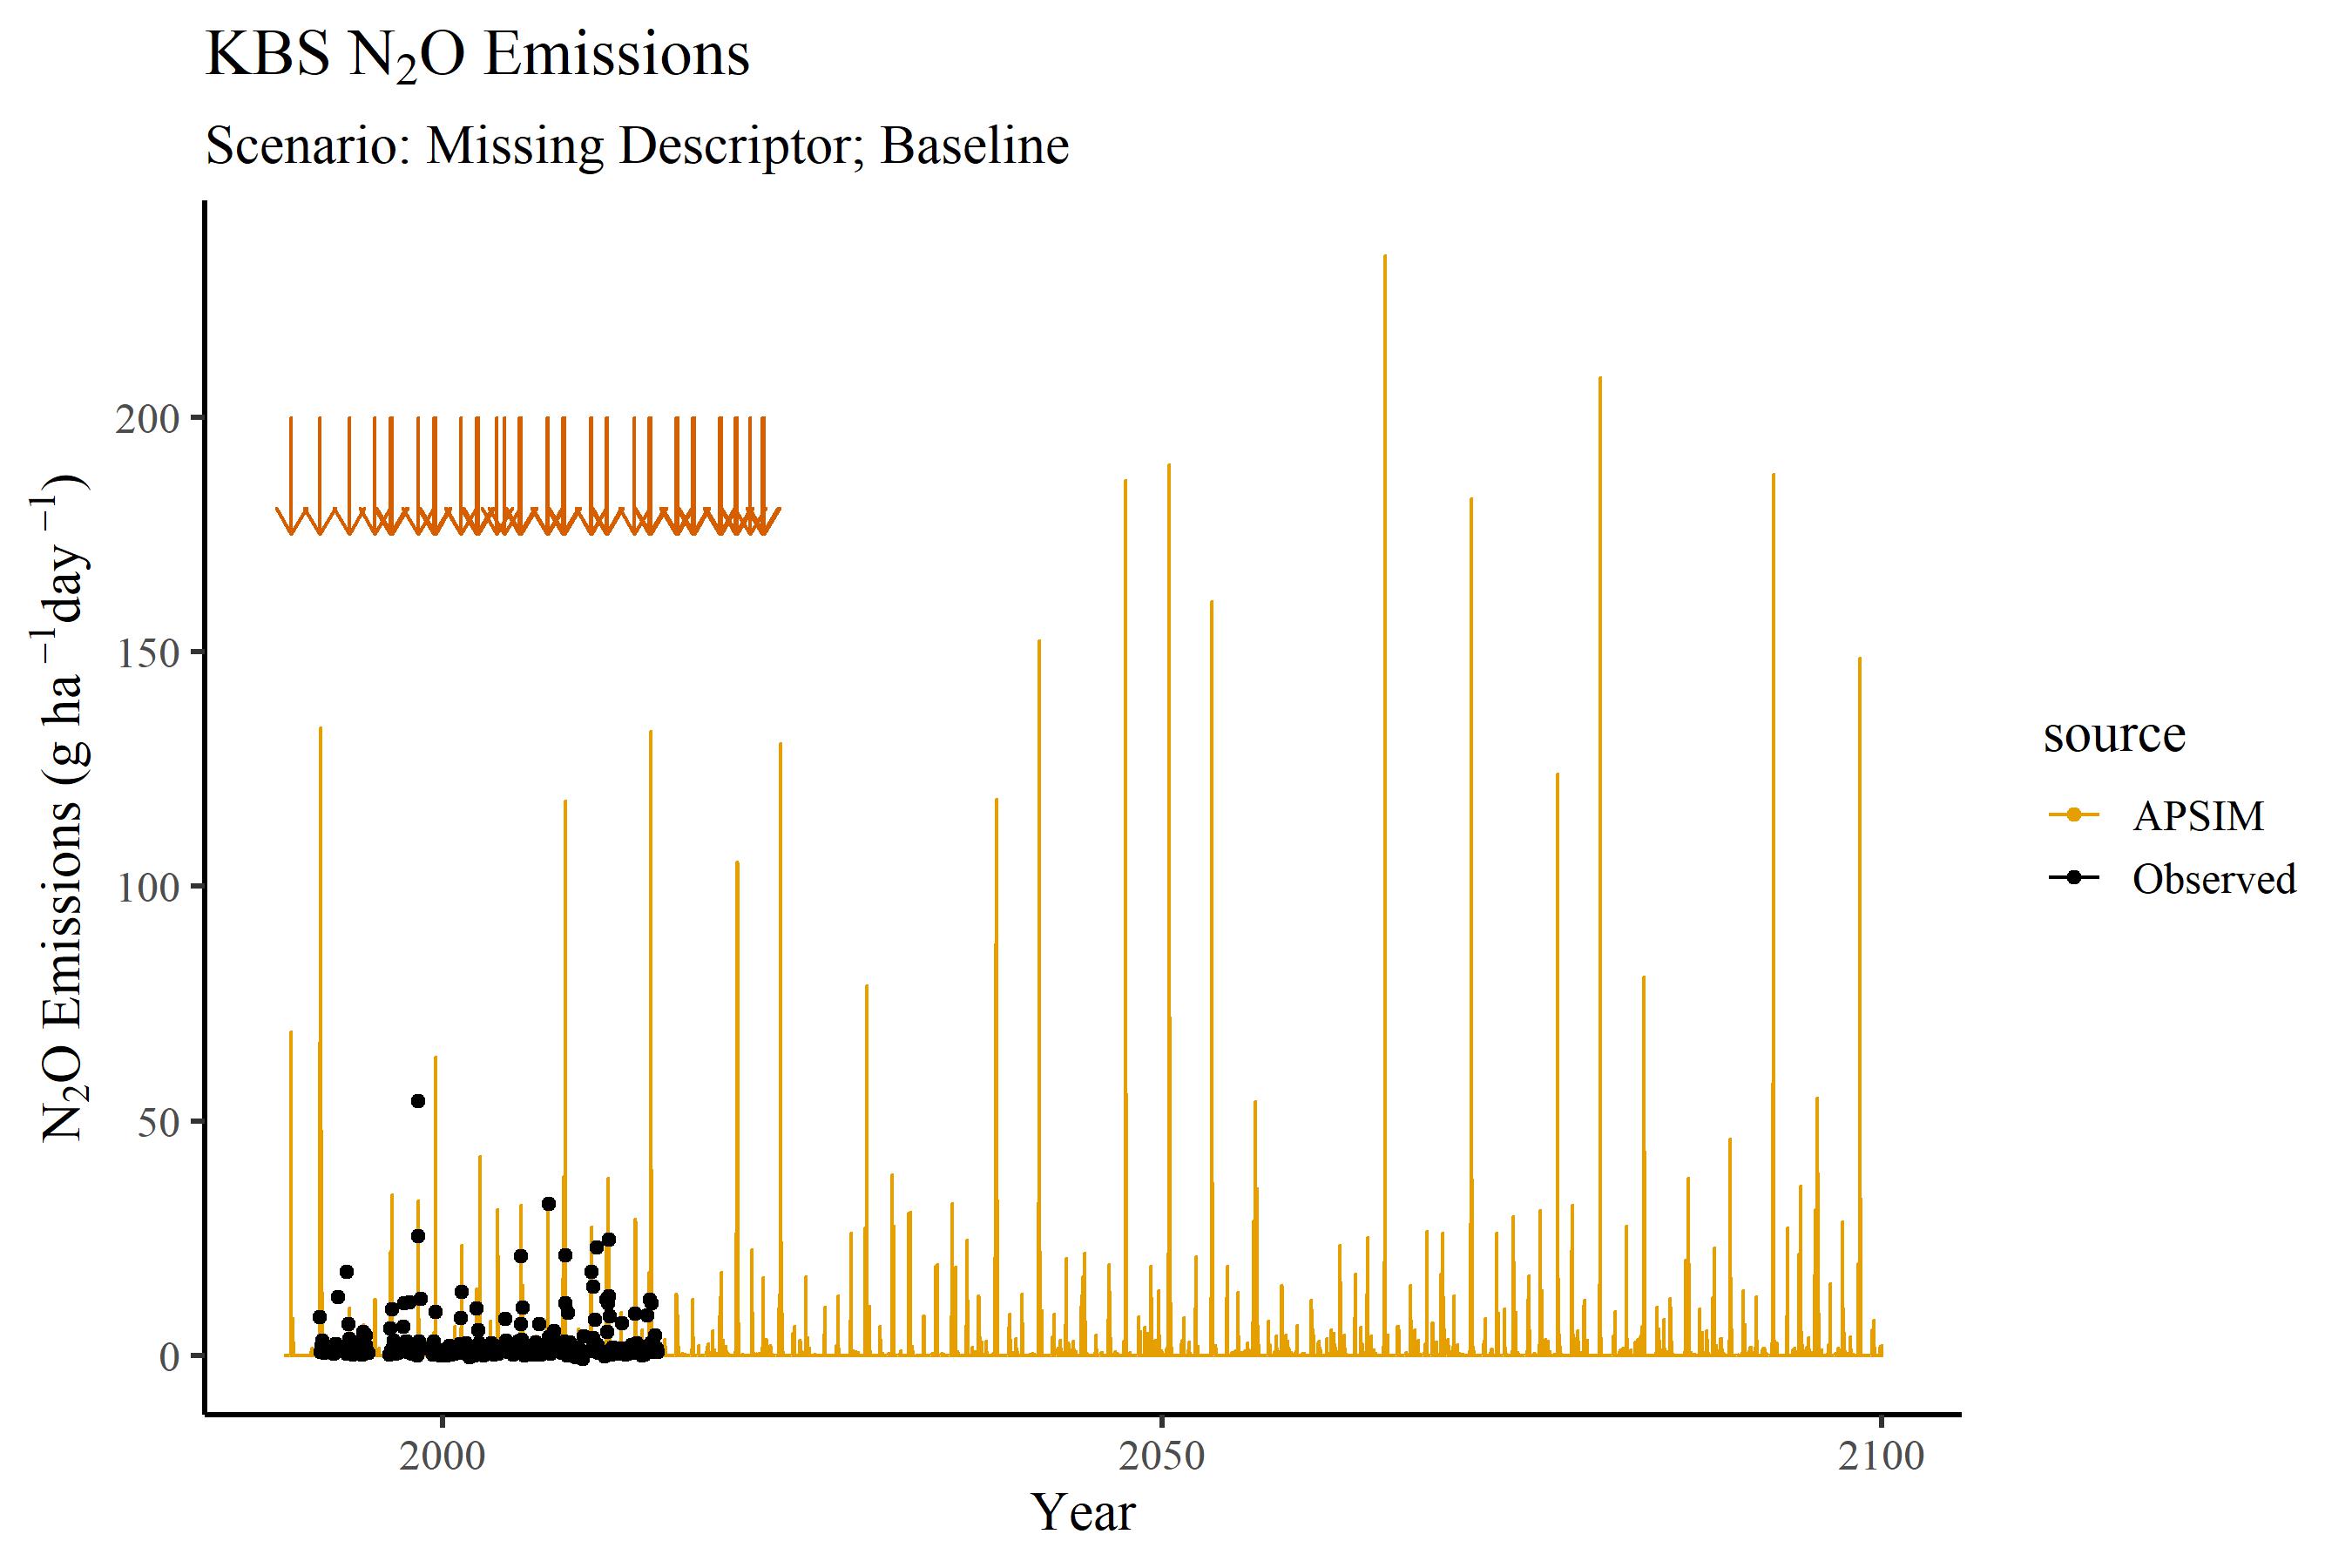 KBS N₂O Emissions
Scenario: Missing Descriptor; Baseline
N₂O Emissions (g ha ⁻¹day ⁻¹)
200
150
100
50
0
2000
2050
2100
Year
source
APSIM
Observed